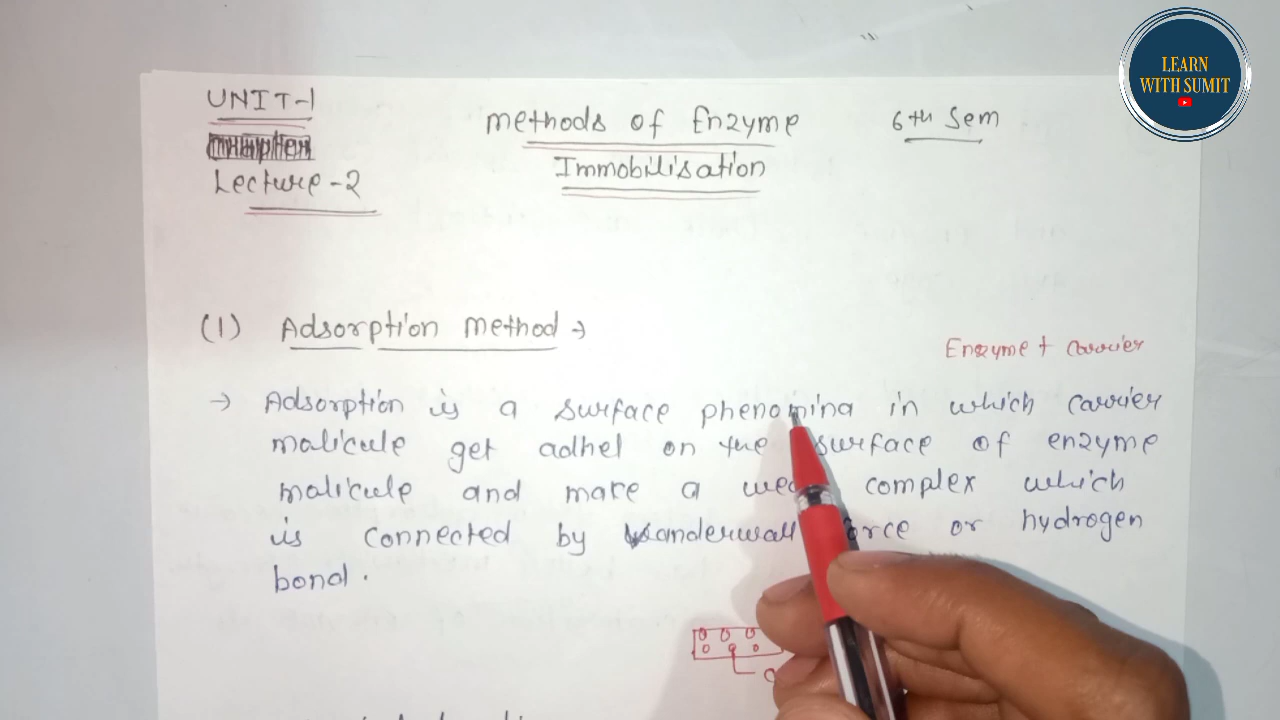 LEARN
WITH SUMIT
UNIT-1
Lecture-2
methods of Enzyme
Immobilisation
6th Sem
(1) Adsorption method →
Enzyme + carrier
→ Adsorption is a surface phenomina in which carrier
malicule get adhel on the surface of enzyme
malicule and make a complex which
is connected by vanderwall force or hydrogen
bond.